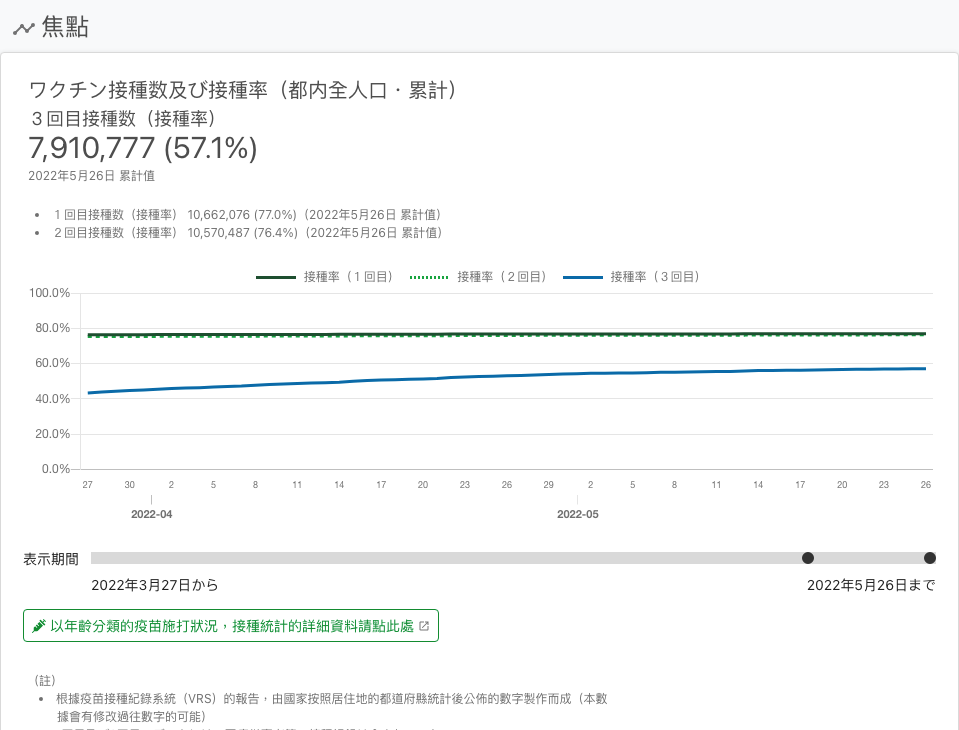 焦點
ワクチン接種数及び接種率（都内全人口・累計）
３回目接種数（接種率）
7,910,777 (57.1%)
2022年5月26日 累計值
１回目接種数（接種率） 10,662,076 (77.0%)（2022年5月26日 累計值）
２回目接種数（接種率） 10,570,487 (76.4%)（2022年5月26日 累計值）
接種率（１回目） 接種率（２回目） 接種率（３回目）
100.0%
80.0%
60.0%
40.0%
20.0%
0.0%
27 30 2 5 8 11 14 17 20 23 26 29 2 5 8 11 14 17 20 23 26
2022-04 2022-05
表示期間
2022年3月27日から 2022年5月26日まで
以年齡分類的疫苗施打狀況，接種統計的詳細資料請點此處
（註）
根據疫苗接種紀錄系統（VRS）的報告，由國家按照居住地的都道府縣統計後公佈的數字製作而成（本數
據會有修改過往數字的可能）